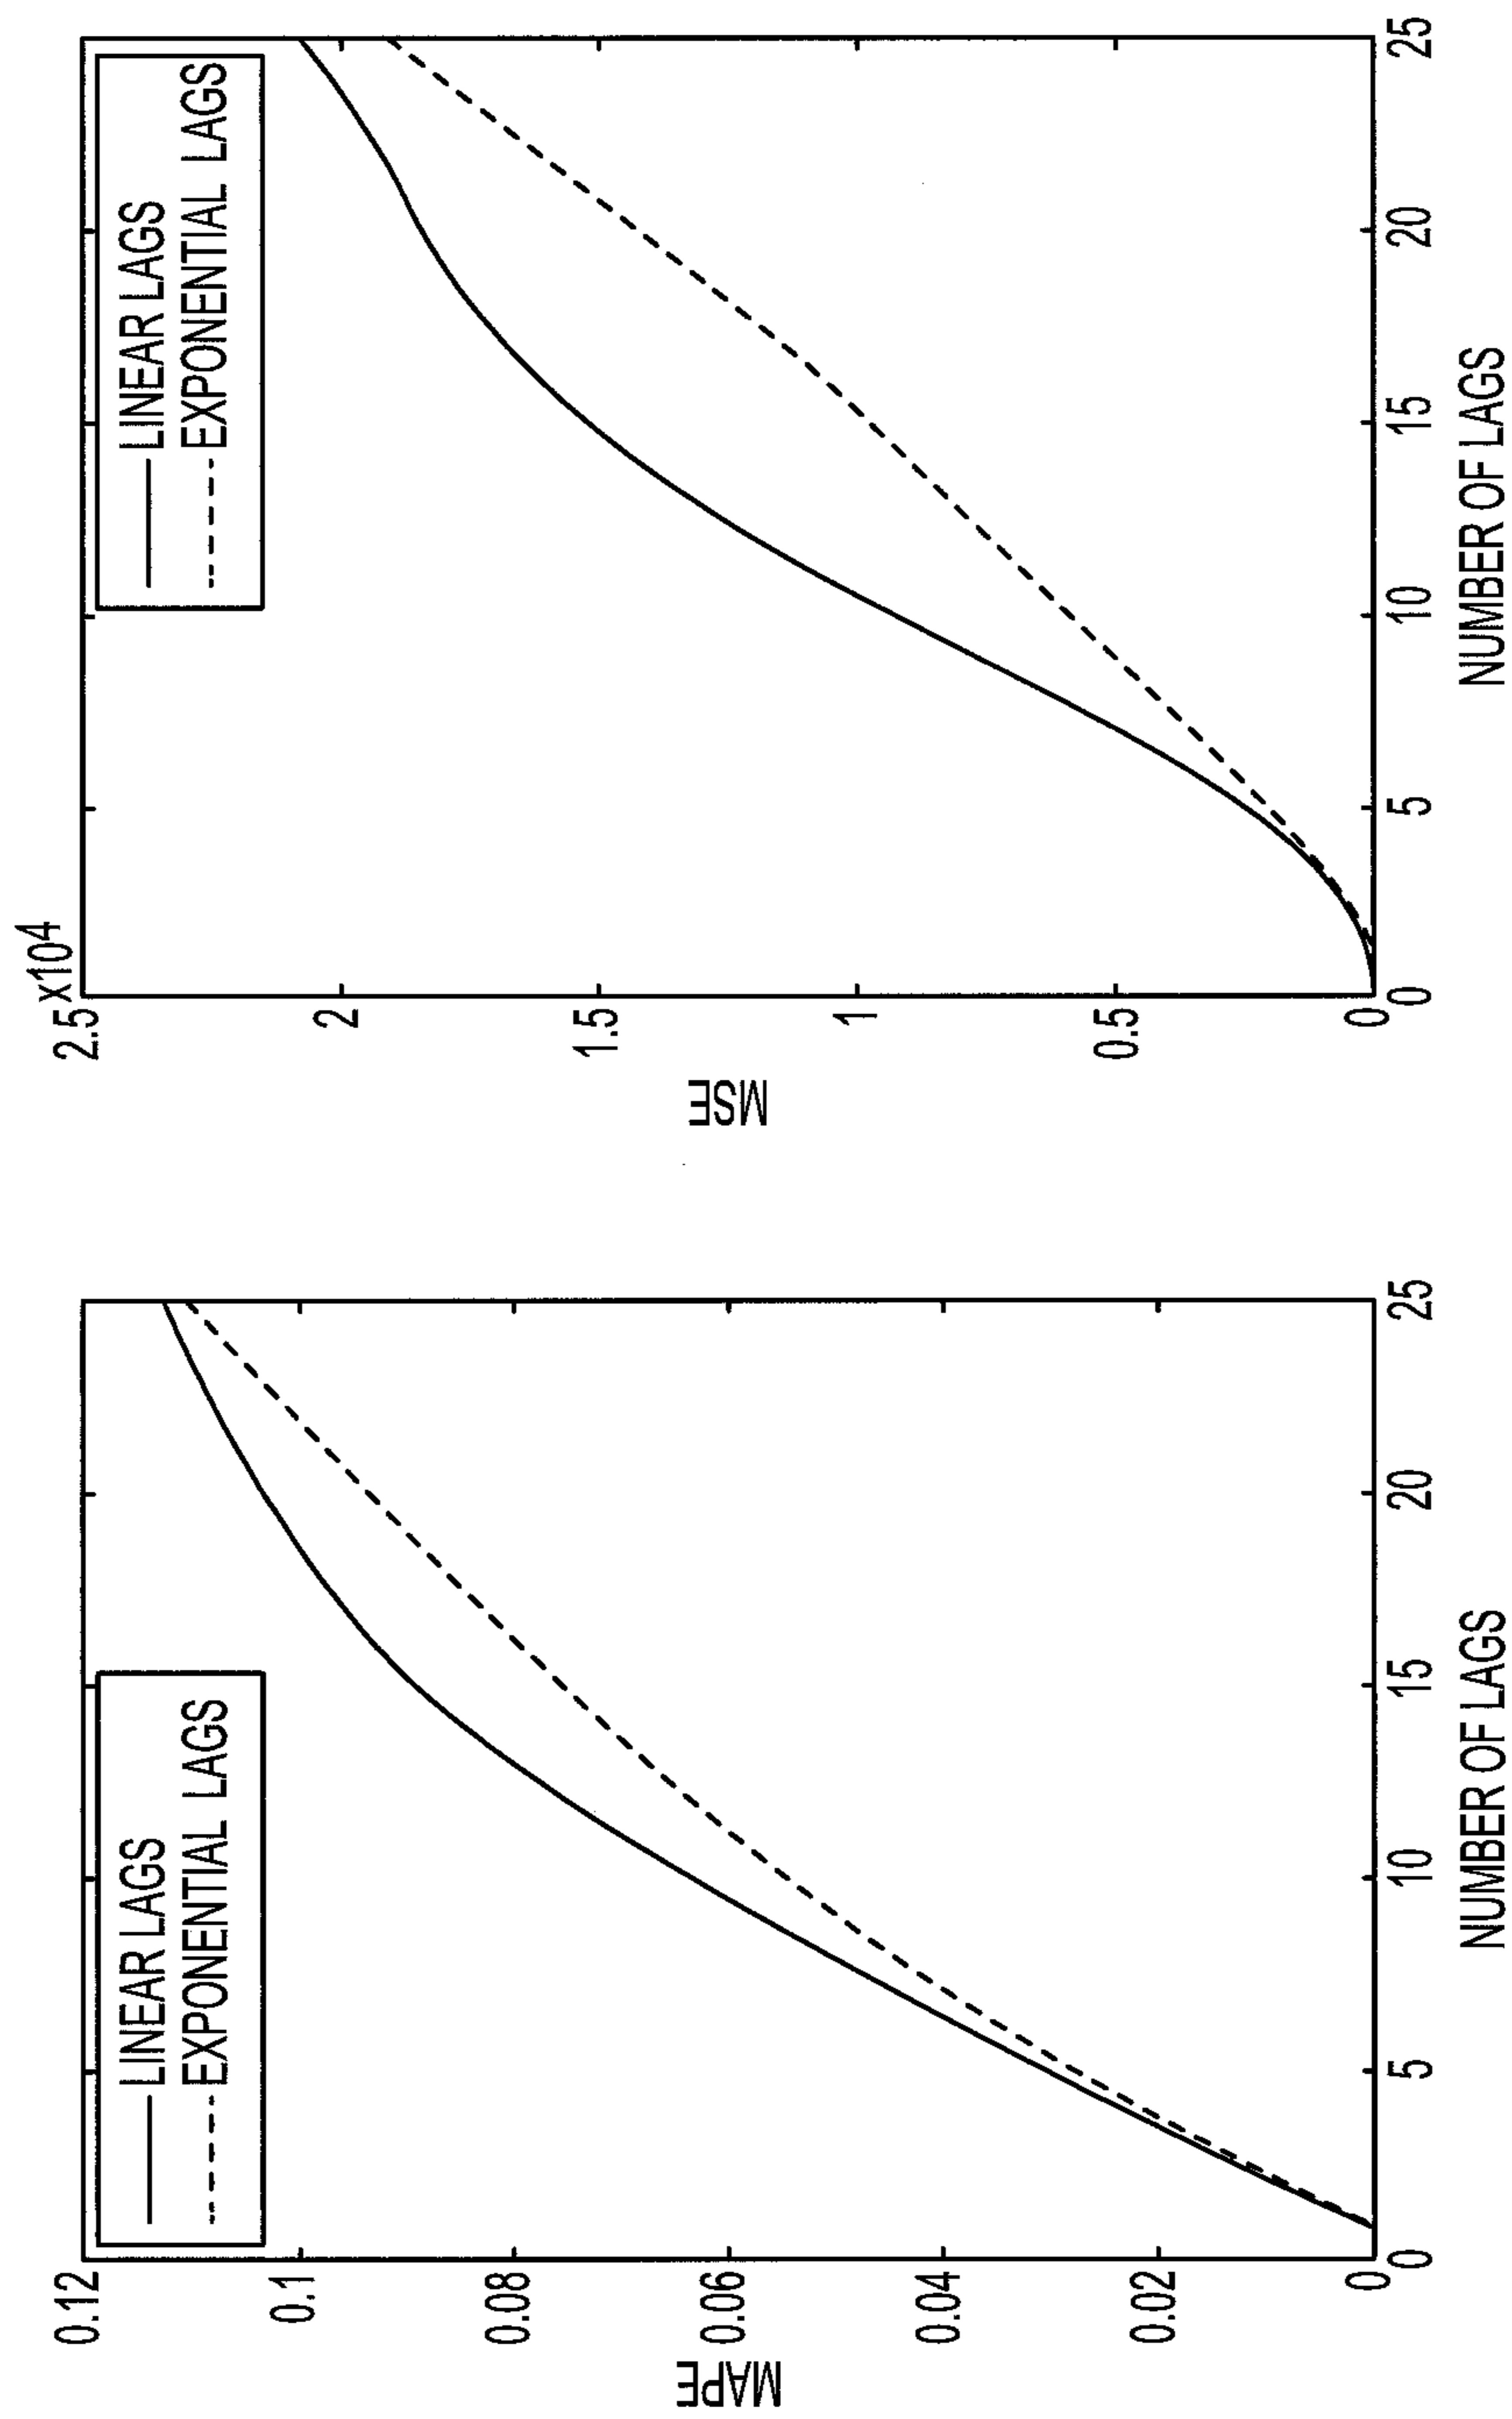 MAPE
0.12
0.1
0.08
0.06
0.04
0.02
0
0 5 10 15 20 25
NUMBER OF LAGS
LINEAR LAGS
EXPONENTIAL LAGS
MSE
x10⁴
2.5
2
1.5
1
0.5
0
0 5 10 15 20 25
NUMBER OF LAGS
LINEAR LAGS
EXPONENTIAL LAGS